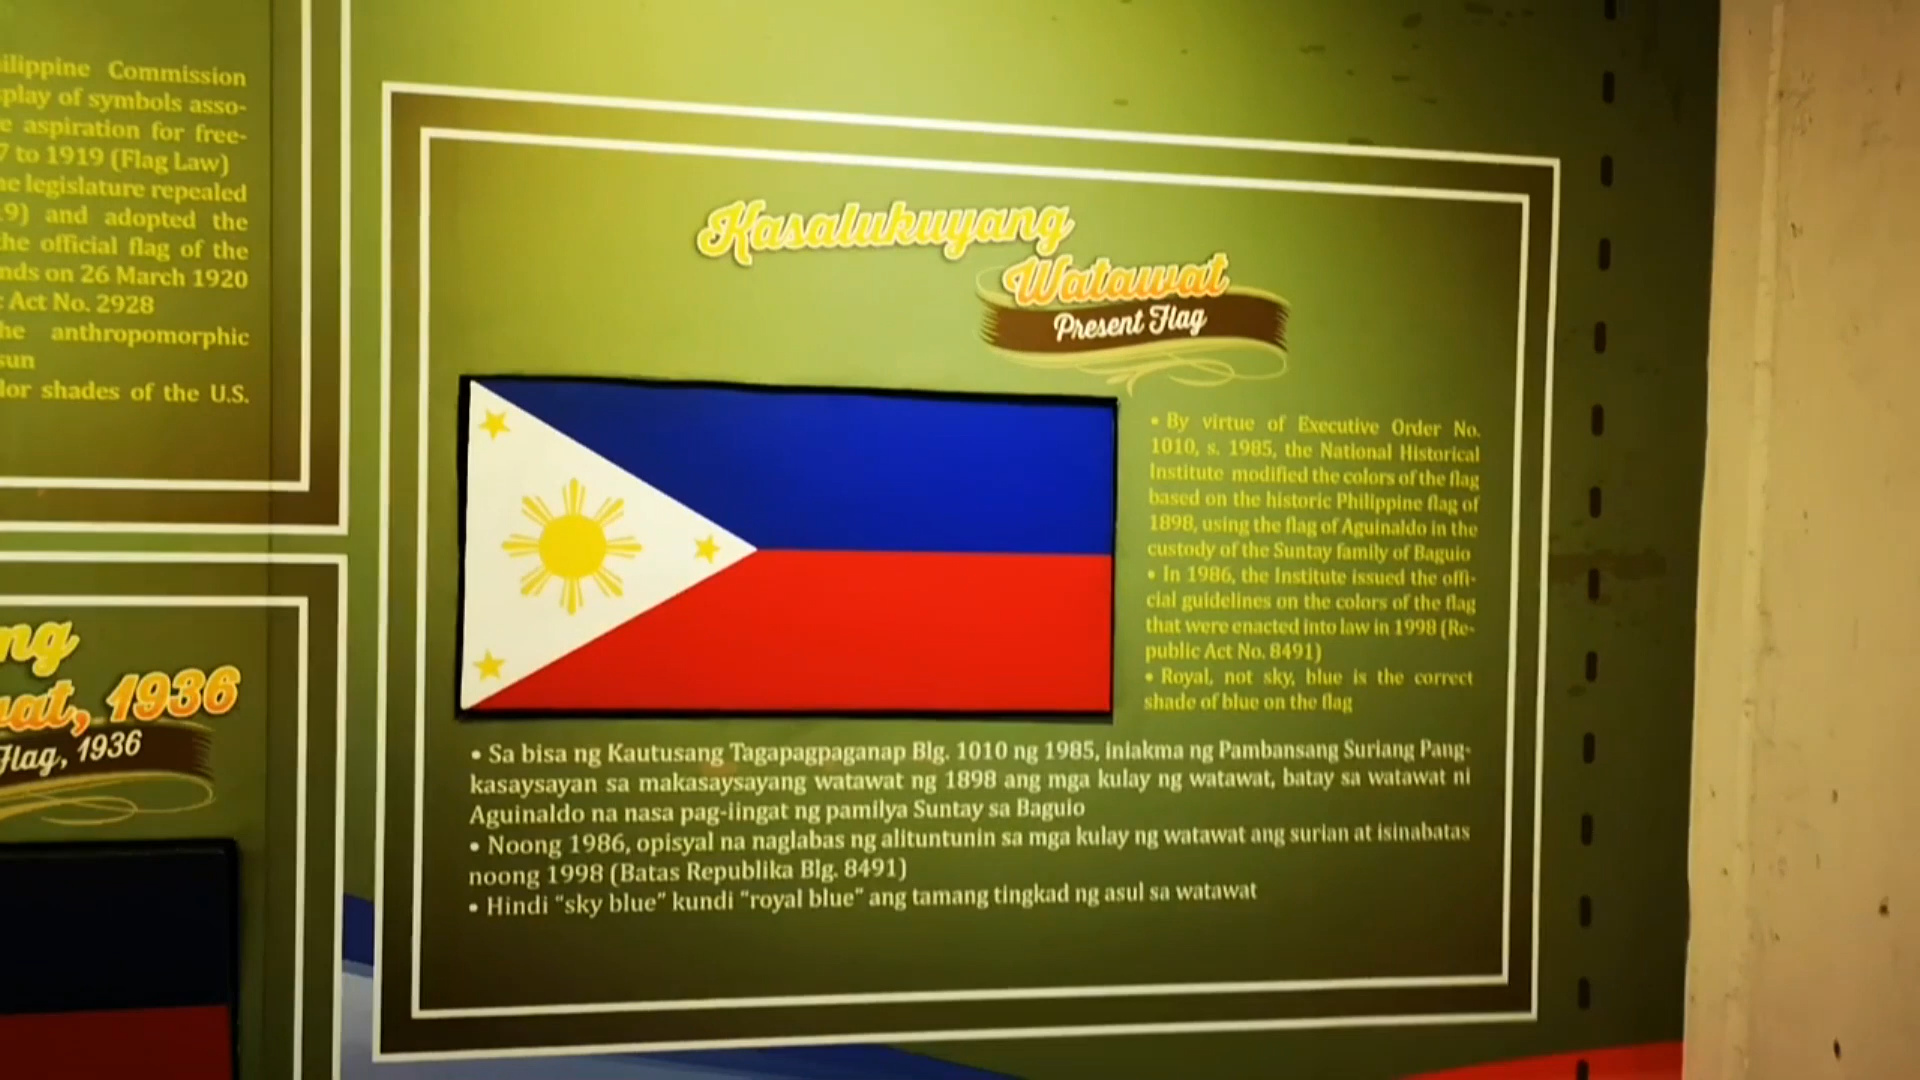 ilippine Commission
play of symbols asso-
e aspiration for free-
7 to 1919 (Flag Law)
he legislature repealed
19) and adopted the
the official flag of the
nds on 26 March 1920
: Act No. 2928
he anthropomorphic
sun
lor shades of the U.S.
ng
at, 1936
Flag, 1936
Kasalukuyang
Watawat
Present Flag
• By virtue of Executive Order No.
1010, s. 1985, the National Historical
Institute modified the colors of the flag
based on the historic Philippine flag of
1898, using the flag of Aguinaldo in the
custody of the Suntay family of Baguio
• In 1986, the Institute issued the offi-
cial guidelines on the colors of the flag
that were enacted into law in 1998 (Re-
public Act No. 8491)
• Royal, not sky, blue is the correct
shade of blue on the flag
• Sa bisa ng Kautusang Tagapagpaganap Blg. 1010 ng 1985, iniakma ng Pambansang Suriang Pang-
kasaysayan sa makasaysayang watawat ng 1898 ang mga kulay ng watawat, batay sa watawat ni
Aguinaldo na nasa pag-iingat ng pamilya Suntay sa Baguio
• Noong 1986, opisyal na naglabas ng alituntunin sa mga kulay ng watawat ang surian at isinabatas
noong 1998 (Batas Republika Blg. 8491)
• Hindi "sky blue" kundi "royal blue" ang tamang tingkad ng asul sa watawat